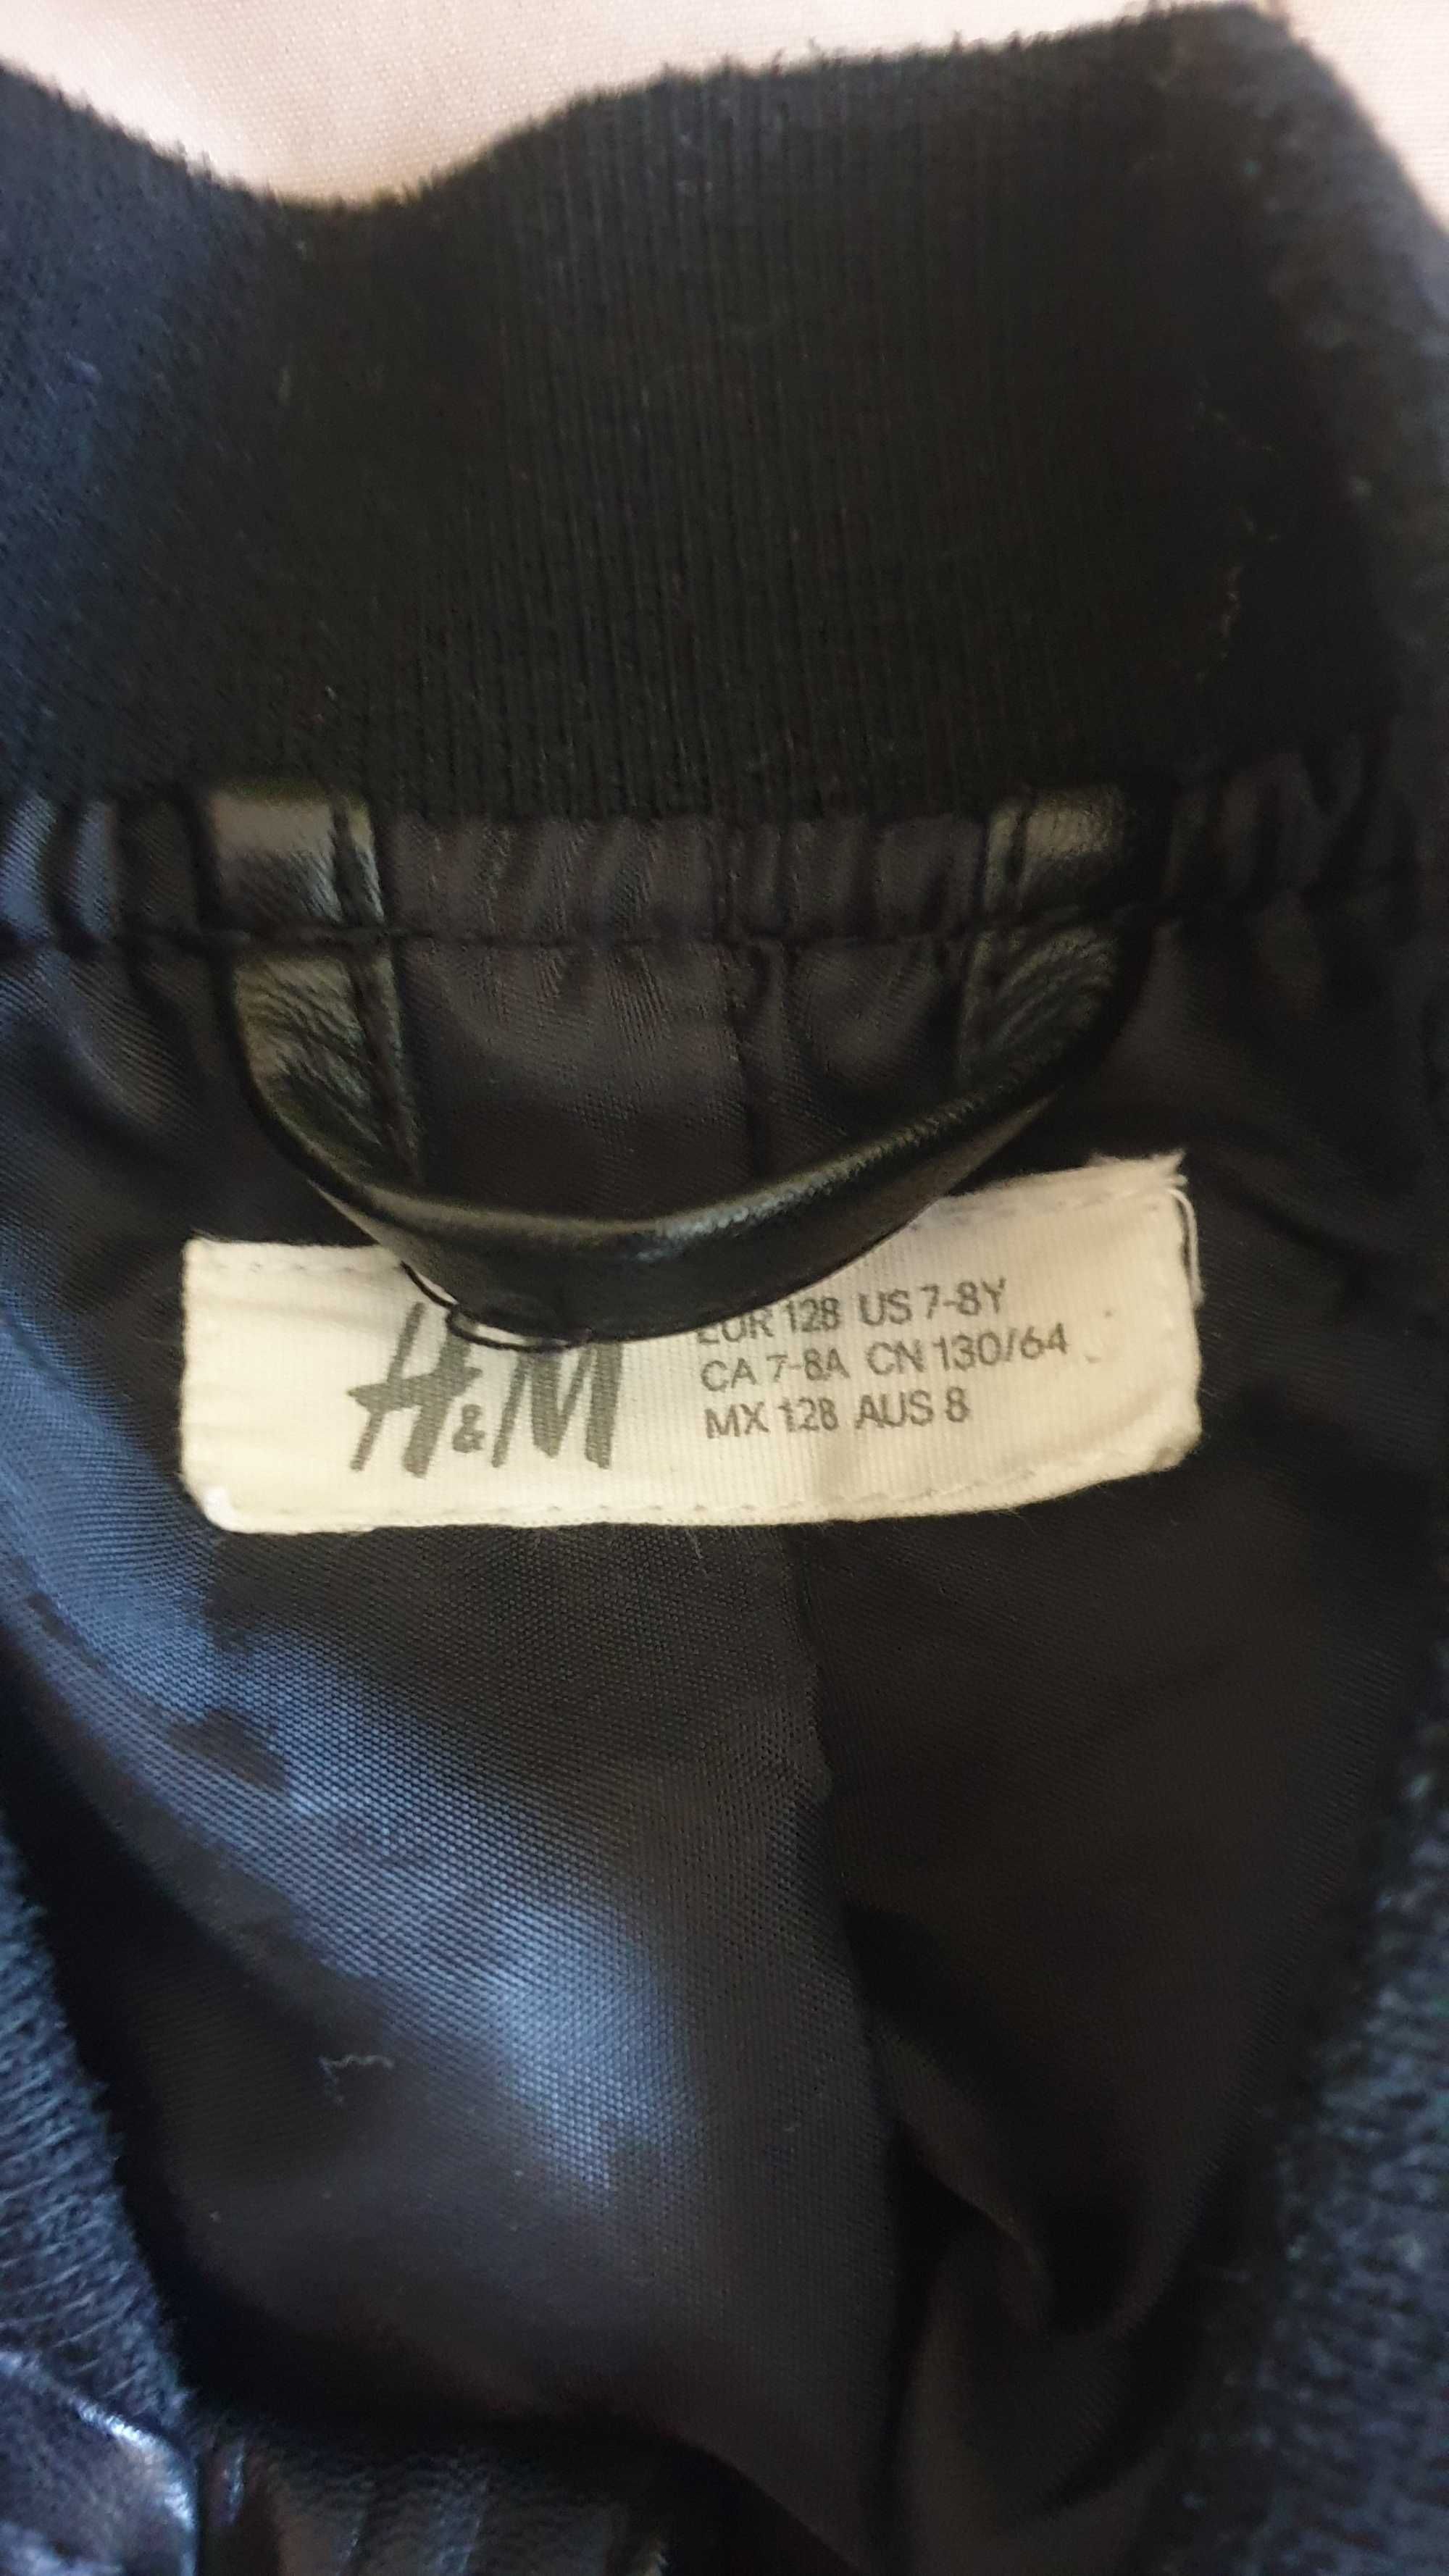 H&M
EUR 128 US 7-8Y
CA 7-8A CN 130/64
MX 128 AUS 8